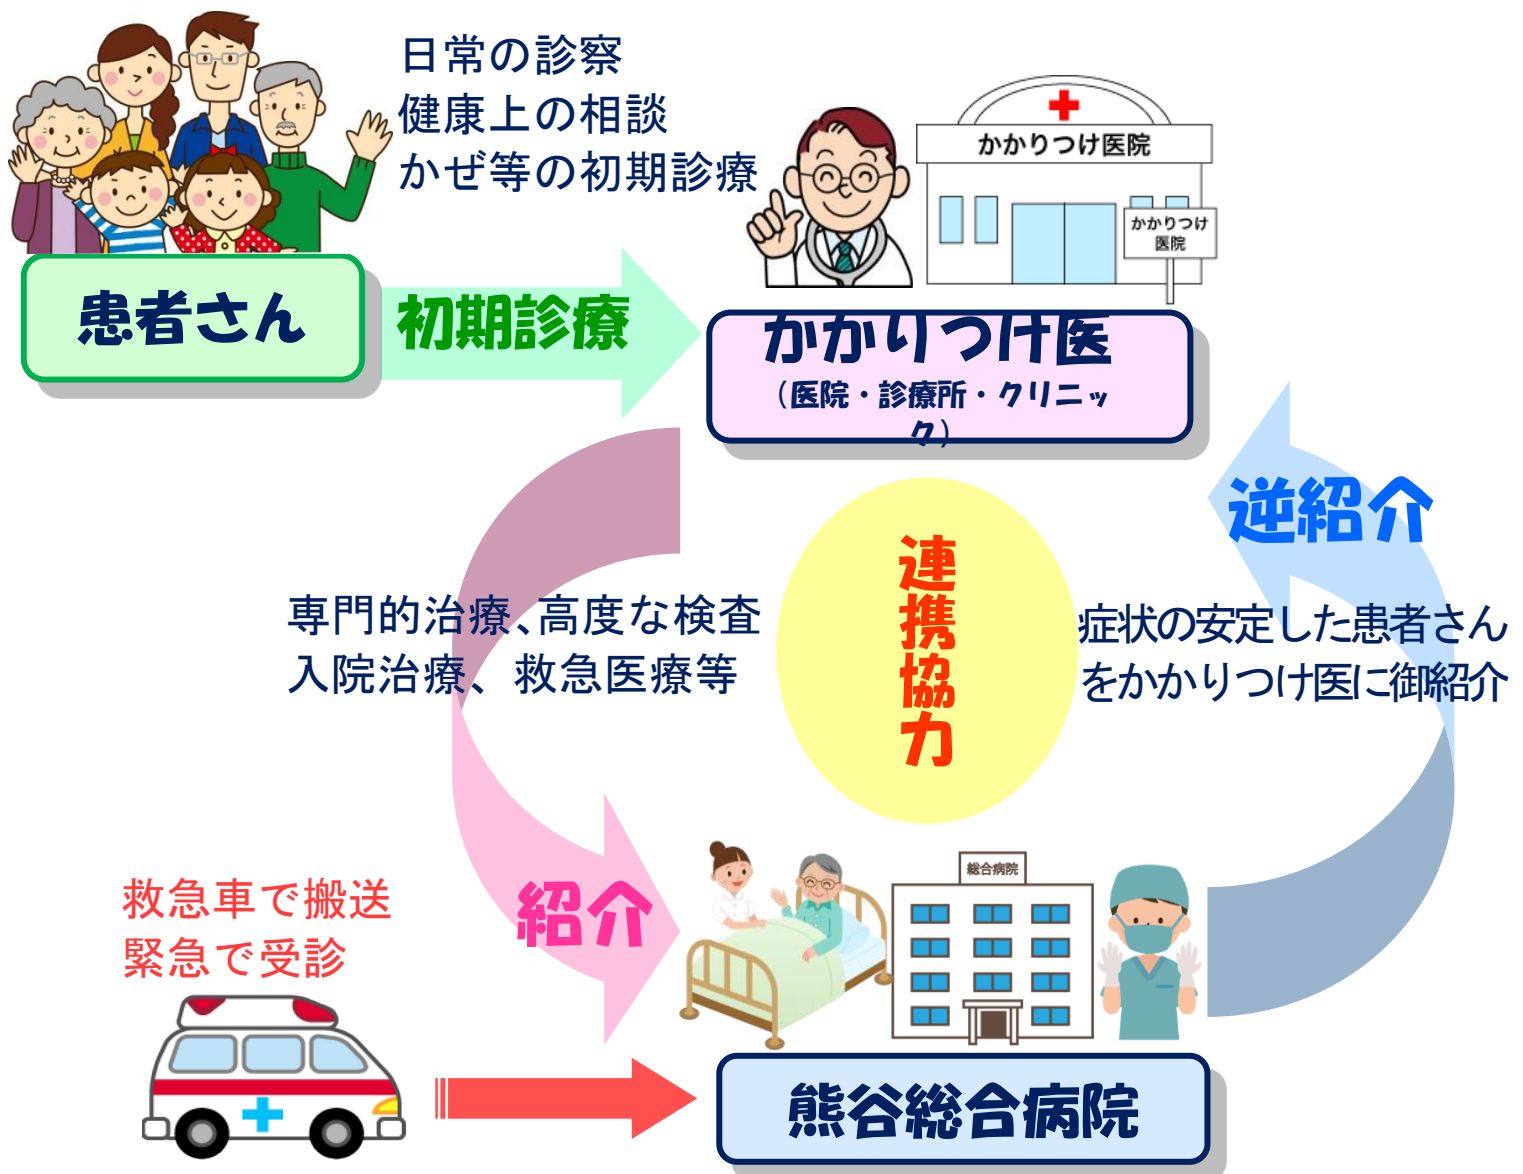 日常の診察
健康上の相談
かぜ等の初期診療
かかりつけ医院
かかりつけ
医院
患者さん
初期診療
かかりつけ医
（医院・診療所・クリニッ
ク）
逆紹介
連携協力
専門的治療、高度な検査
入院治療、救急医療等
症状の安定した患者さん
をかかりつけ医に御紹介
紹介
救急車で搬送
緊急で受診
総合病院
熊谷総合病院